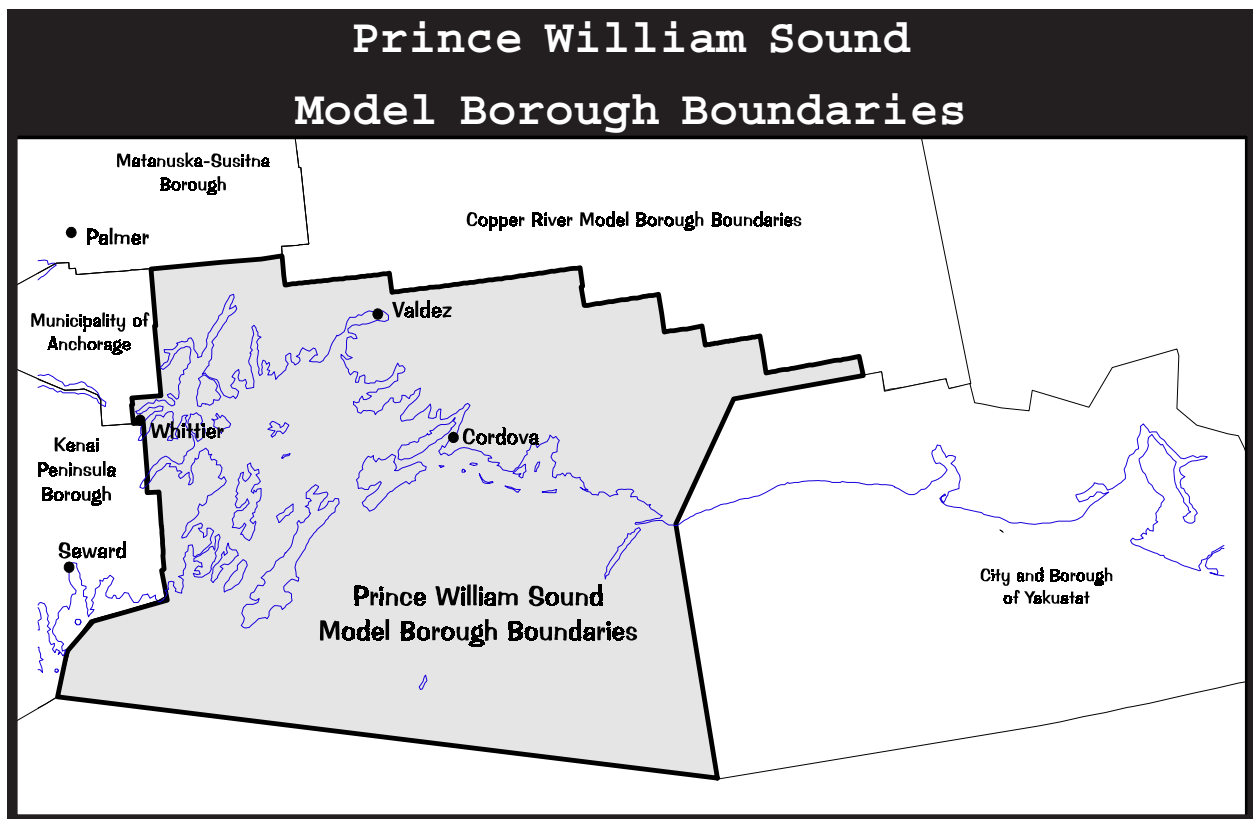 Prince William Sound
Model Borough Boundaries
Matanuska-Susitna
Borough
Copper River Model Borough Boundaries
Palmer
Valdez
Municipality of
Anchorage
Whittier
Cordova
Kenai
Peninsula
Borough
Seward
City and Borough
of Yakustat
Prince William Sound
Model Borough Boundaries